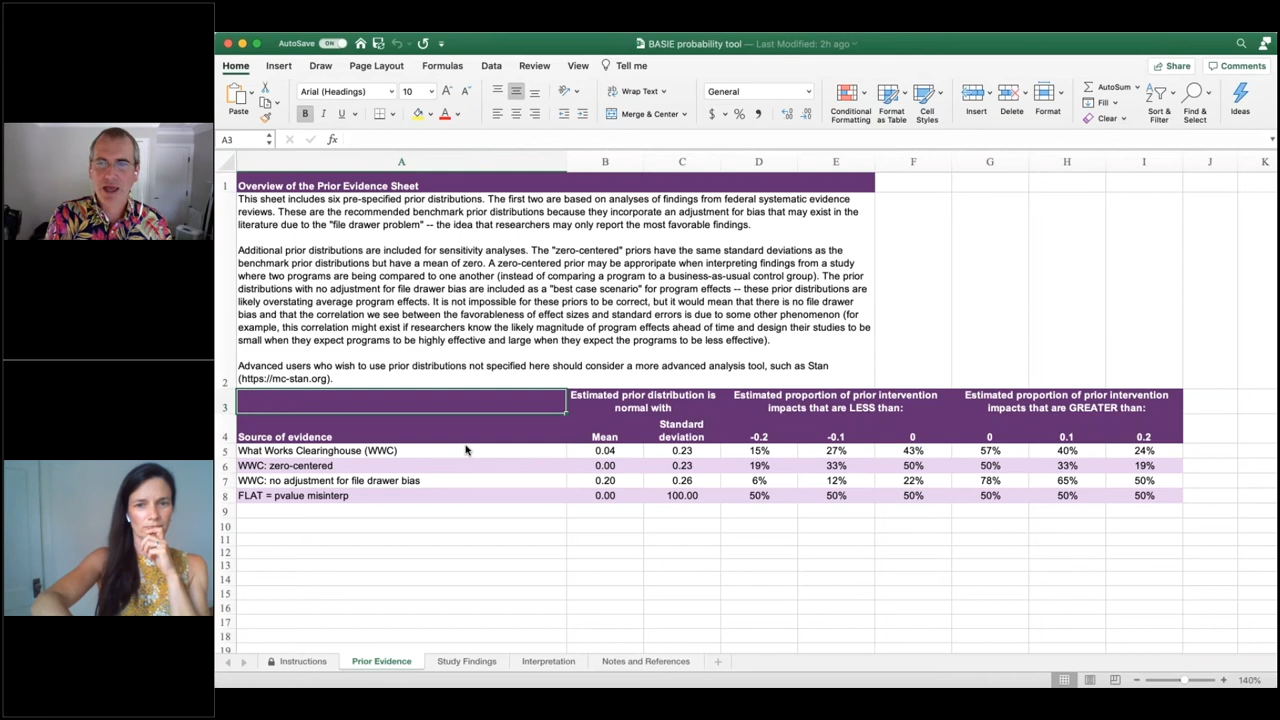 AutoSave ON BASIE probability tool — Last Modified: 2h ago
Home Insert Draw Page Layout Formulas Data Review View Tell me Share Comments
Paste Arial (Headings) 10 A A Wrap Text General AutoSum
B I U A Merge & Center $ % Conditional Formatting Format as Table Cell Styles Insert Delete Format Fill Clear Sort & Filter Find & Select Ideas
A3 fx
A B C D E F G H I J K
1 Overview of the Prior Evidence Sheet
This sheet includes six pre-specified prior distributions. The first two are based on analyses of findings from federal systematic evidence
reviews. These are the recommended benchmark prior distributions because they incorporate an adjustment for bias that may exist in the
literature due to the "file drawer problem" -- the idea that researchers may only report the most favorable findings.
Additional prior distributions are included for sensitivity analyses. The "zero-centered" priors have the same standard deviations as the
benchmark prior distributions but have a mean of zero. A zero-centered prior may be approripate when interpreting findings from a study
where two programs are being compared to one another (instead of comparing a program to a business-as-usual control group). The prior
distributions with no adjustment for file drawer bias are included as a "best case scenario" for program effects -- these prior distributions are
likely overstating average program effects. It is not impossible for these priors to be correct, but it would mean that there is no file drawer
bias and that the correlation we see between the favorableness of effect sizes and standard errors is due to some other phenomenon (for
example, this correlation might exist if researchers know the likely magnitude of program effects ahead of time and design their studies to be
small when they expect programs to be highly effective and large when they expect the programs to be less effective).
Advanced users who wish to use prior distributions not specified here should consider a more advanced analysis tool, such as Stan
2 (https://mc-stan.org).
Estimated prior distribution is Estimated proportion of prior intervention Estimated proportion of prior intervention
3 normal with impacts that are LESS than: impacts that are GREATER than:
Standard
4 Source of evidence Mean deviation -0.2 -0.1 0 0 0.1 0.2
5 What Works Clearinghouse (WWC) 0.04 0.23 15% 27% 43% 57% 40% 24%
6 WWC: zero-centered 0.00 0.23 19% 33% 50% 50% 33% 19%
7 WWC: no adjustment for file drawer bias 0.20 0.26 6% 12% 22% 78% 65% 50%
8 FLAT = pvalue misinterp 0.00 100.00 50% 50% 50% 50% 50% 50%
9
10
11
12
13
14
15
16
17
18
19
Instructions Prior Evidence Study Findings Interpretation Notes and References
140%